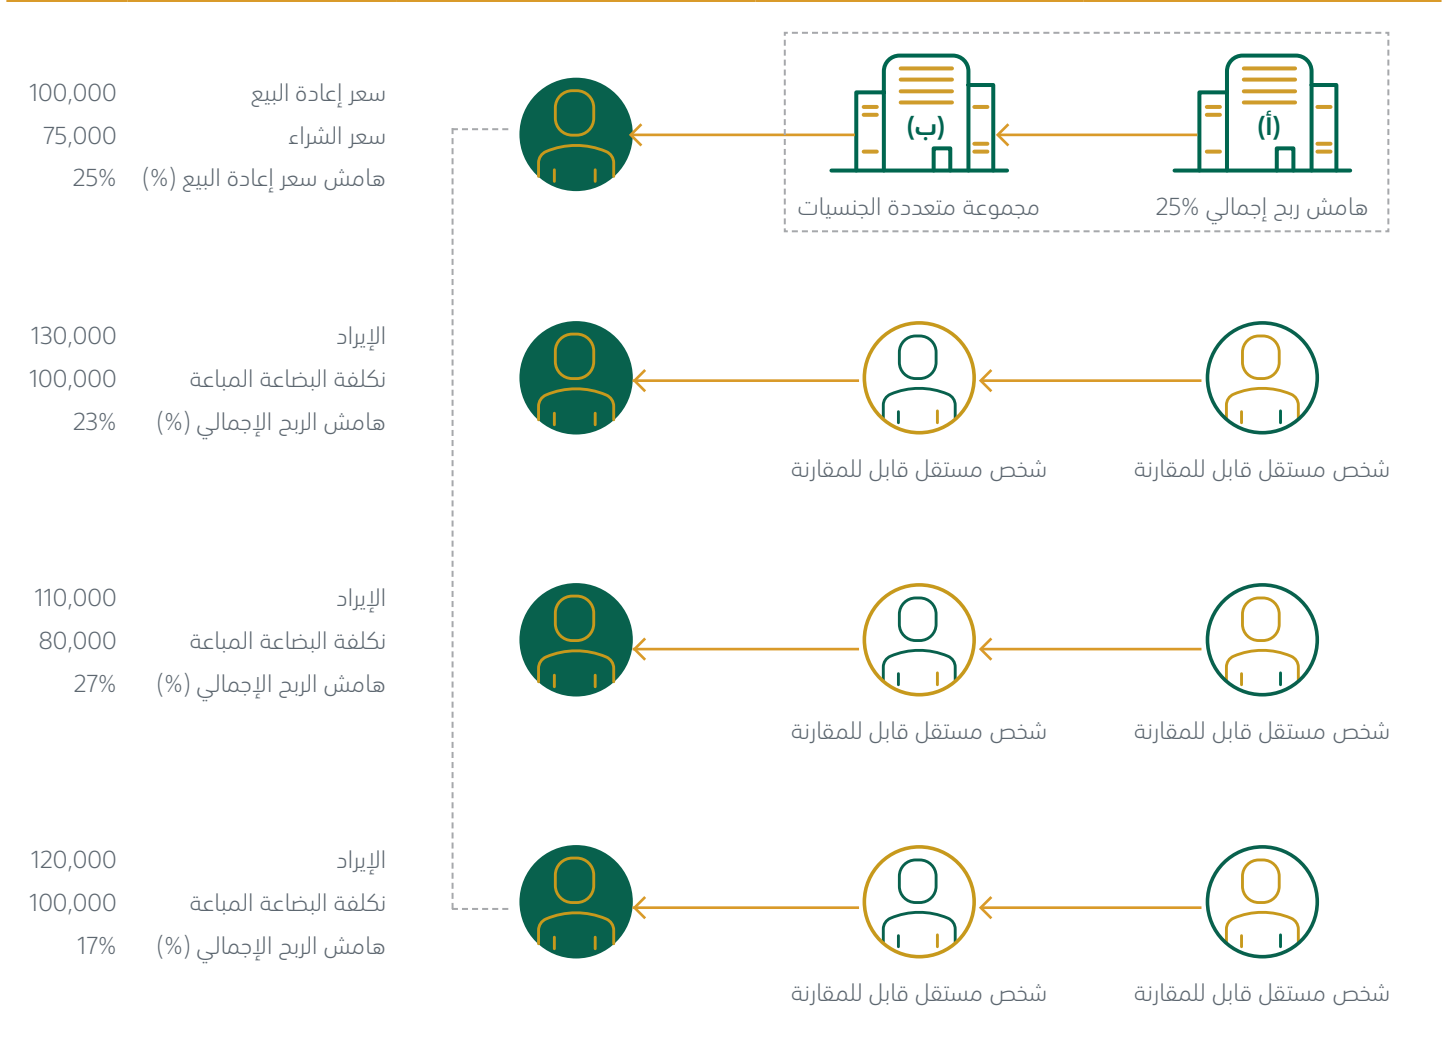 (أ)
(ب)
هامش ربح إجمالي 25%
مجموعة متعددة الجنسيات
سعر إعادة البيع 100,000
سعر الشراء 75,000
هامش سعر إعادة البيع (%) 25%
شخص مستقل قابل للمقارنة
شخص مستقل قابل للمقارنة
الإيراد 130,000
نكلفة البضاعة المباعة 100,000
هامش الربح الإجمالي (%) 23%
شخص مستقل قابل للمقارنة
شخص مستقل قابل للمقارنة
الإيراد 110,000
نكلفة البضاعة المباعة 80,000
هامش الربح الإجمالي (%) 27%
شخص مستقل قابل للمقارنة
شخص مستقل قابل للمقارنة
الإيراد 120,000
نكلفة البضاعة المباعة 100,000
هامش الربح الإجمالي (%) 17%